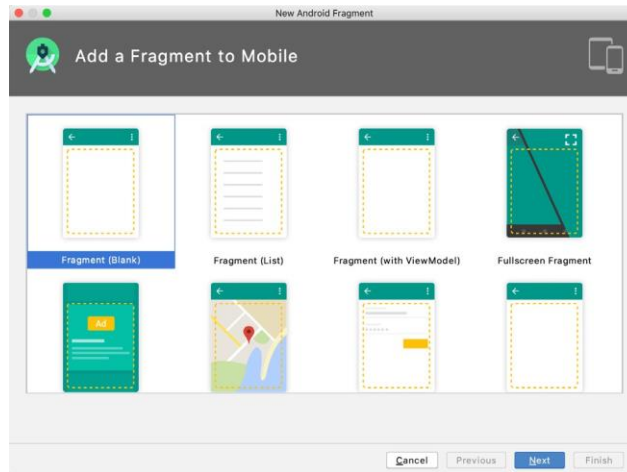 New Android Fragment
Add a Fragment to Mobile
Fragment (Blank)
Fragment (List)
Fragment (with ViewModel)
Fullscreen Fragment
Ad
Cancel
Previous
Next
Finish